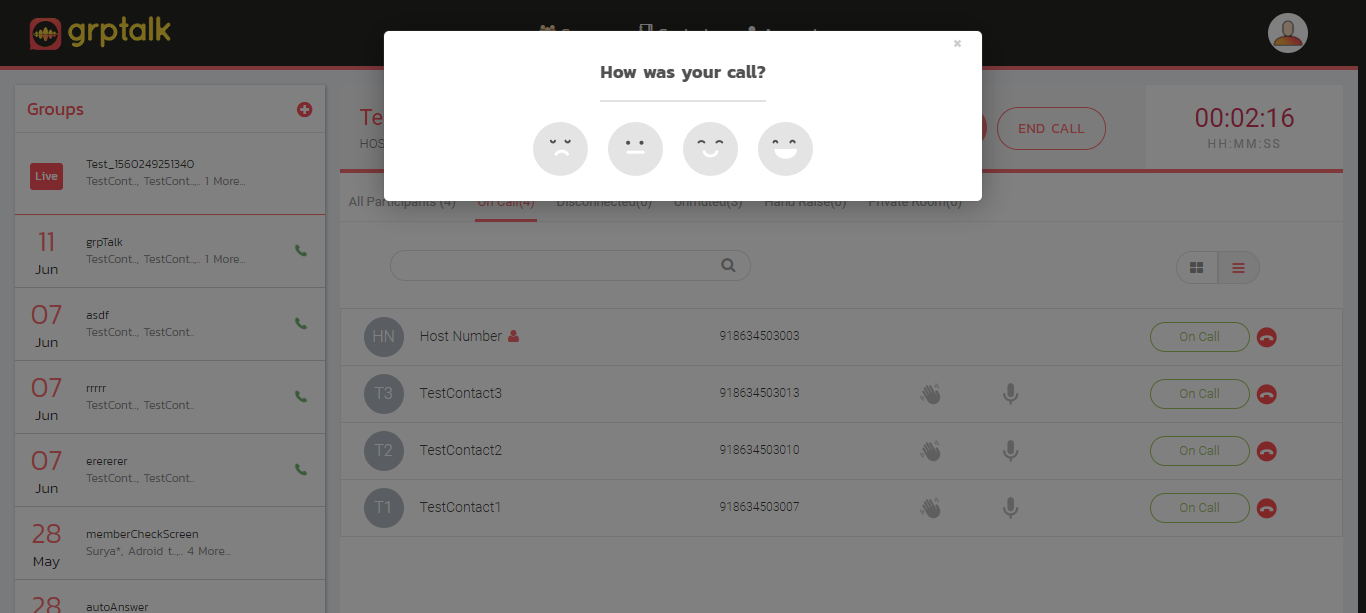 grptalk
How was your call?
×
Groups
Te
HOS
END CALL
00:02:16
HH:MM:SS
Live
Test_1560249251340
TestCont.., TestCont..,.. 1 More...
All Participants (4)
On Call(4)
Disconnected(0)
Unmuted(3)
Hand Raise(0)
Private Room(0)
11
Jun
grpTalk
TestCont.., TestCont..,.. 1 More...
07
Jun
asdf
TestCont.., TestCont..
07
Jun
rrrrr
TestCont.., TestCont..
07
Jun
erererer
TestCont.., TestCont..
28
May
memberCheckScreen
Surya*, Adroid t..,.. 4 More...
28
autoAnswer
HN
Host Number
918634503003
On Call
T3
TestContact3
918634503013
On Call
T2
TestContact2
918634503010
On Call
T1
TestContact1
918634503007
On Call